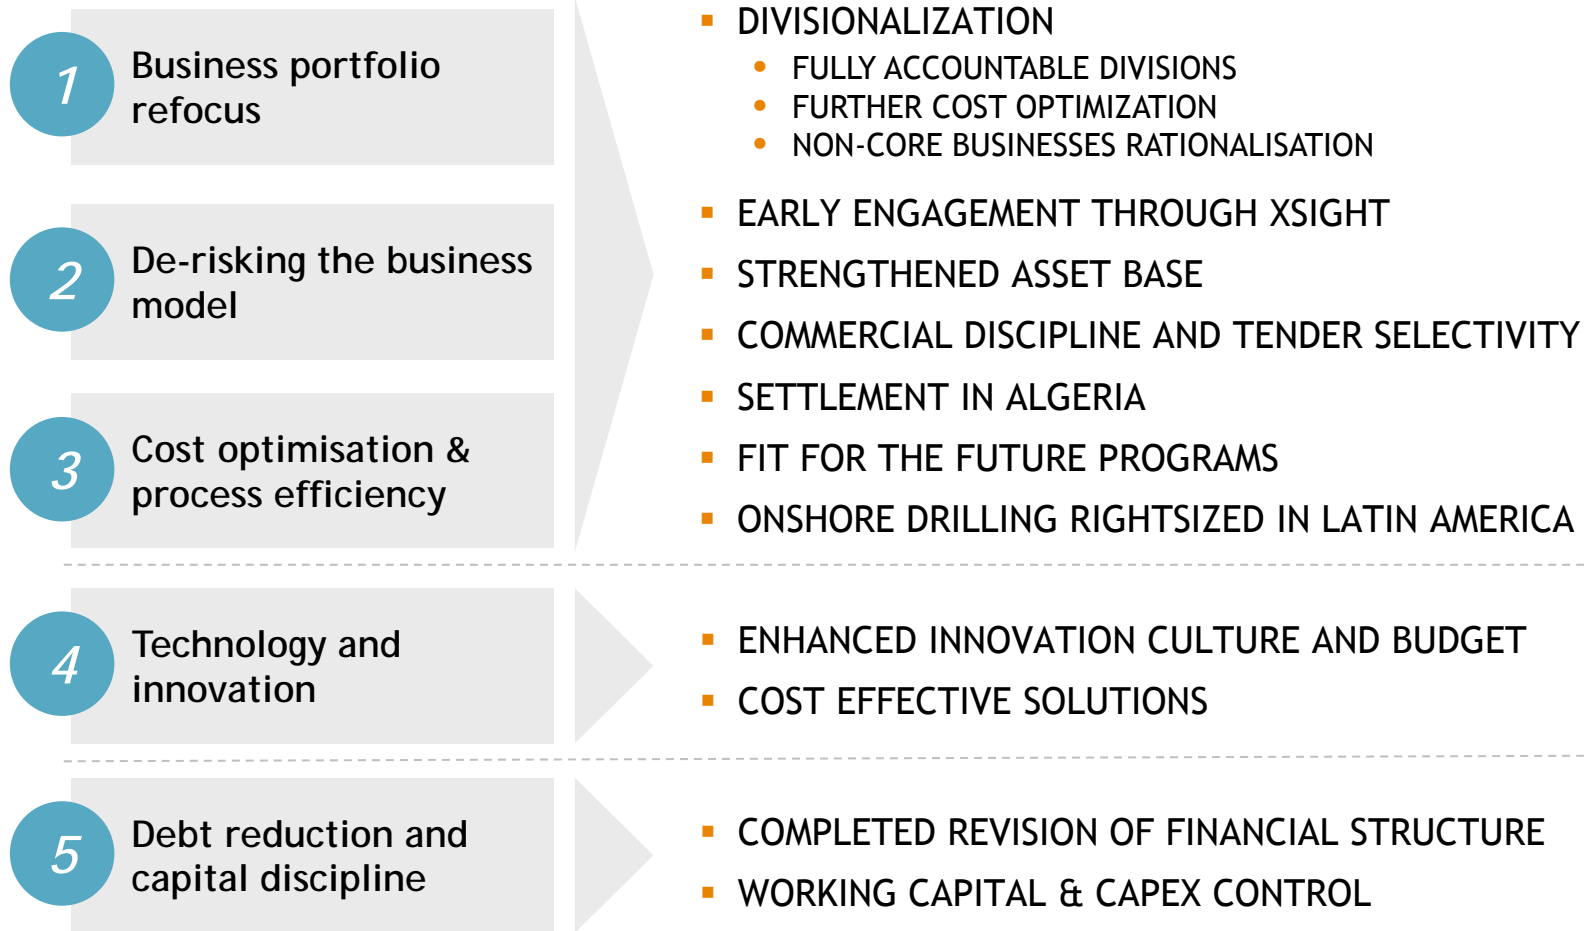 1
Business portfolio
refocus
2
De-risking the business
model
3
Cost optimisation &
process efficiency
DIVISIONALIZATION
FULLY ACCOUNTABLE DIVISIONS
FURTHER COST OPTIMIZATION
NON-CORE BUSINESSES RATIONALISATION
EARLY ENGAGEMENT THROUGH XSIGHT
STRENGTHENED ASSET BASE
COMMERCIAL DISCIPLINE AND TENDER SELECTIVITY
SETTLEMENT IN ALGERIA
FIT FOR THE FUTURE PROGRAMS
ONSHORE DRILLING RIGHTSIZED IN LATIN AMERICA
4
Technology and
innovation
ENHANCED INNOVATION CULTURE AND BUDGET
COST EFFECTIVE SOLUTIONS
5
Debt reduction and
capital discipline
COMPLETED REVISION OF FINANCIAL STRUCTURE
WORKING CAPITAL & CAPEX CONTROL